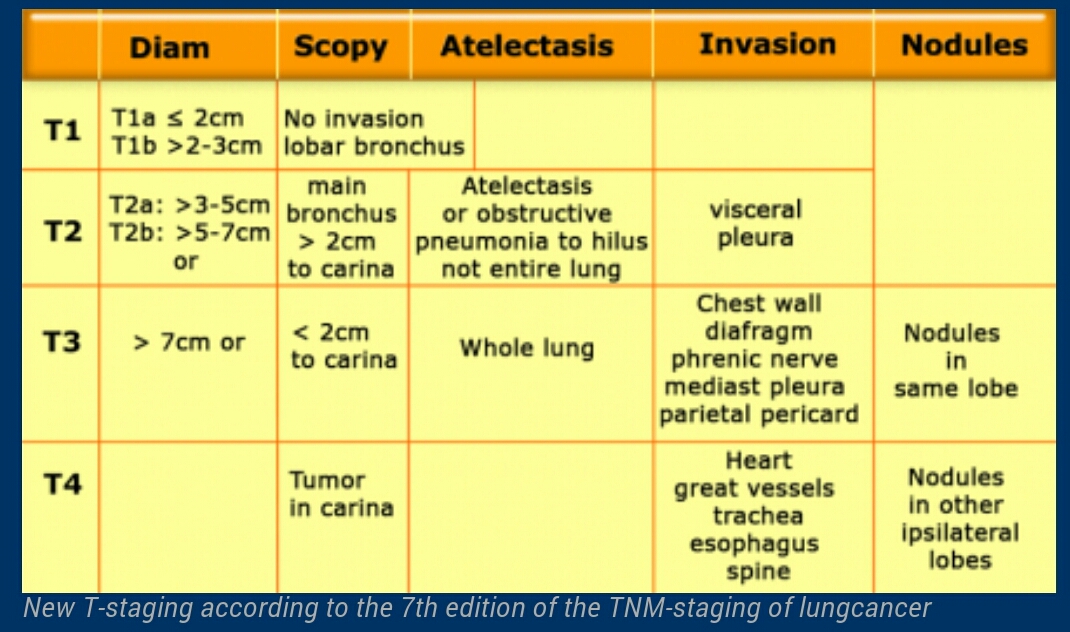 Diam Scopy Atelectasis Invasion Nodules
T1
T1a ≤ 2cm
T1b >2-3cm
No invasion
lobar bronchus
T2
T2a: >3-5cm
T2b: >5-7cm
or
main
bronchus
> 2cm
to carina
Atelectasis
or obstructive
pneumonia to hilus
not entire lung
visceral
pleura
T3
> 7cm or
< 2cm
to carina
Whole lung
Chest wall
diafragm
phrenic nerve
mediast pleura
parietal pericard
Nodules
in
same lobe
T4
Tumor
in carina
Heart
great vessels
trachea
esophagus
spine
Nodules
in other
ipsilateral
lobes
New T-staging according to the 7th edition of the TNM-staging of lungcancer